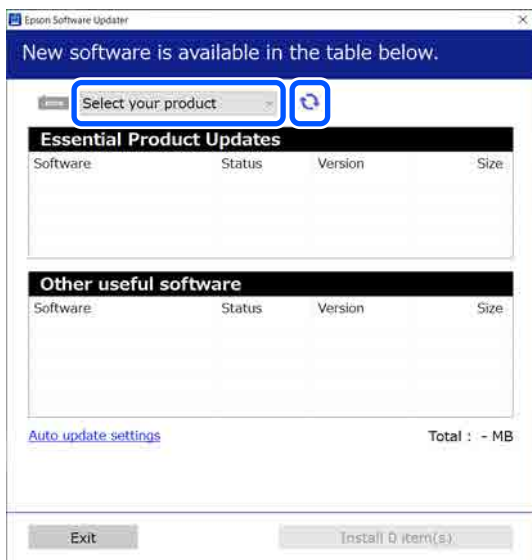 Epson Software Updater
New software is available in the table below.
Select your product
Essential Product Updates
Software Status Version Size
Other useful software
Software Status Version Size
Auto update settings Total : - MB
Exit Install 0 item(s)